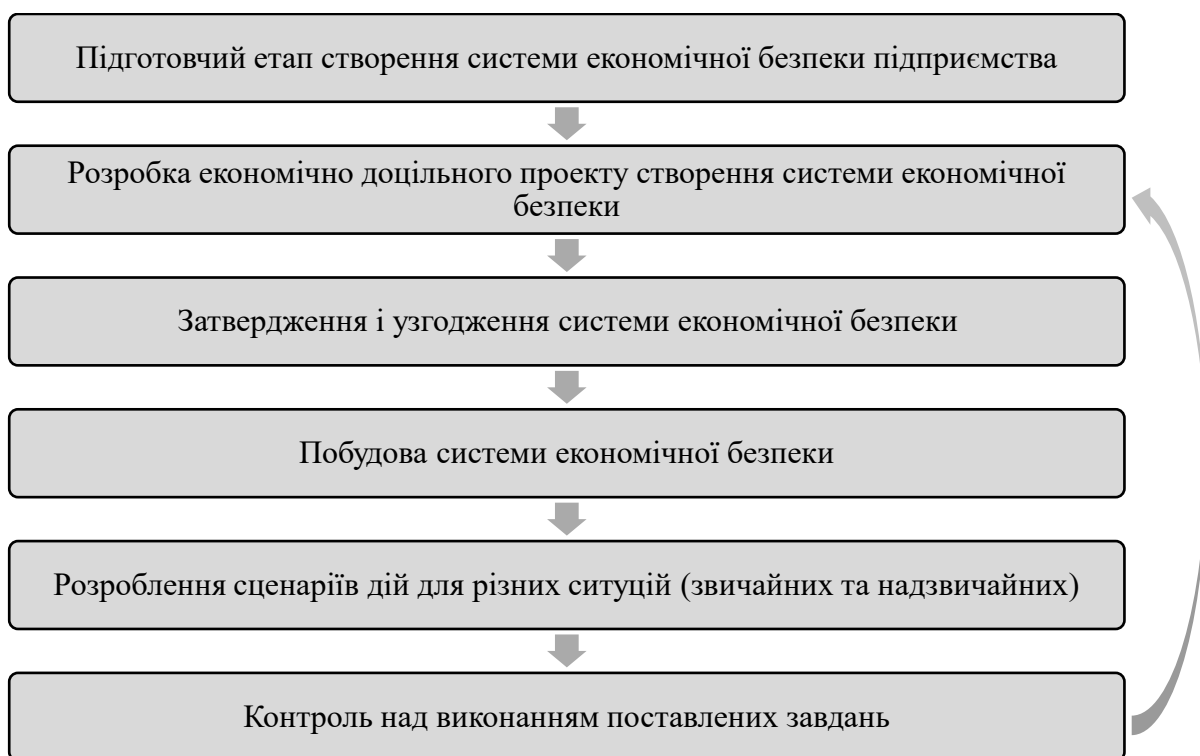 Підготовчий етап створення системи економічної безпеки підприємства
Розробка економічно доцільного проекту створення системи економічної
безпеки
Затвердження і узгодження системи економічної безпеки
Побудова системи економічної безпеки
Розроблення сценаріїв дій для різних ситуцій (звичайних та надзвичайних)
Контроль над виконанням поставлених завдань